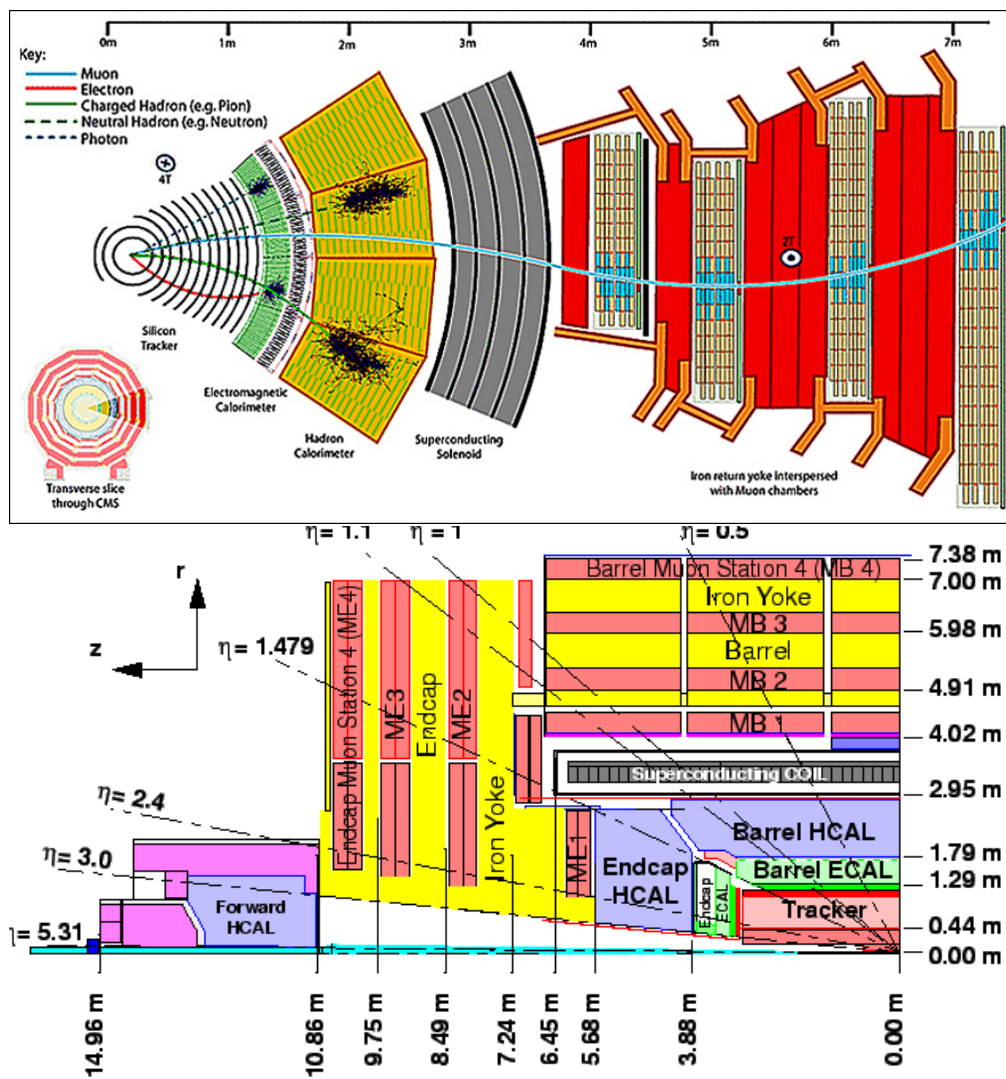 0m 1m 2m 3m 4m 5m 6m 7m
Key:
Muon
Electron
Charged Hadron (e.g. Pion)
Neutral Hadron (e.g. Neutron)
Photon
4T
2T
Silicon
Tracker
Electromagnetic
Calorimeter
Hadron
Calorimeter
Superconducting
Solenoid
Iron return yoke interspersed
with Muon chambers
Transverse slice
through CMS
η = 1.1
η = 1
η = 0.5
r
z
η = 1.479
η = 2.4
η = 3.0
η = 5.31
Barrel Muon Station 4 (MB 4)
Iron Yoke
MB 3
Barrel
MB 2
MB
Superconducting COIL
Barrel HCAL
Barrel ECAL
Tracker
Endcap Muon Station 4 (ME4)
ME3
Endcap
ME2
Iron Yoke
ME1
Endcap
HCAL
Endcap
ECAL
Forward
HCAL
7.38 m
7.00 m
5.98 m
4.91 m
4.02 m
2.95 m
1.79 m
1.29 m
0.44 m
0.00 m
14.96 m
10.86 m
9.75 m
8.49 m
7.24 m
6.45 m
5.68 m
3.88 m
0.00 m